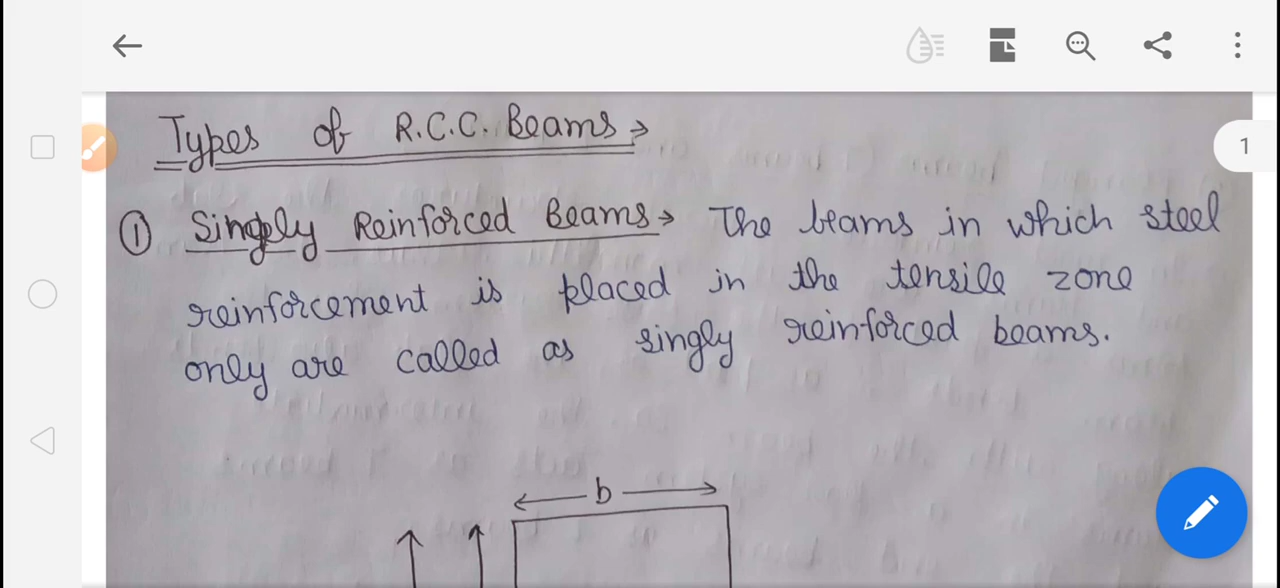 Types of R.C.C. Beams →
① Singly Reinforced Beams → The beams in which steel
reinforcement is placed in the tensile zone
only are called as singly reinforced beams.
b
1